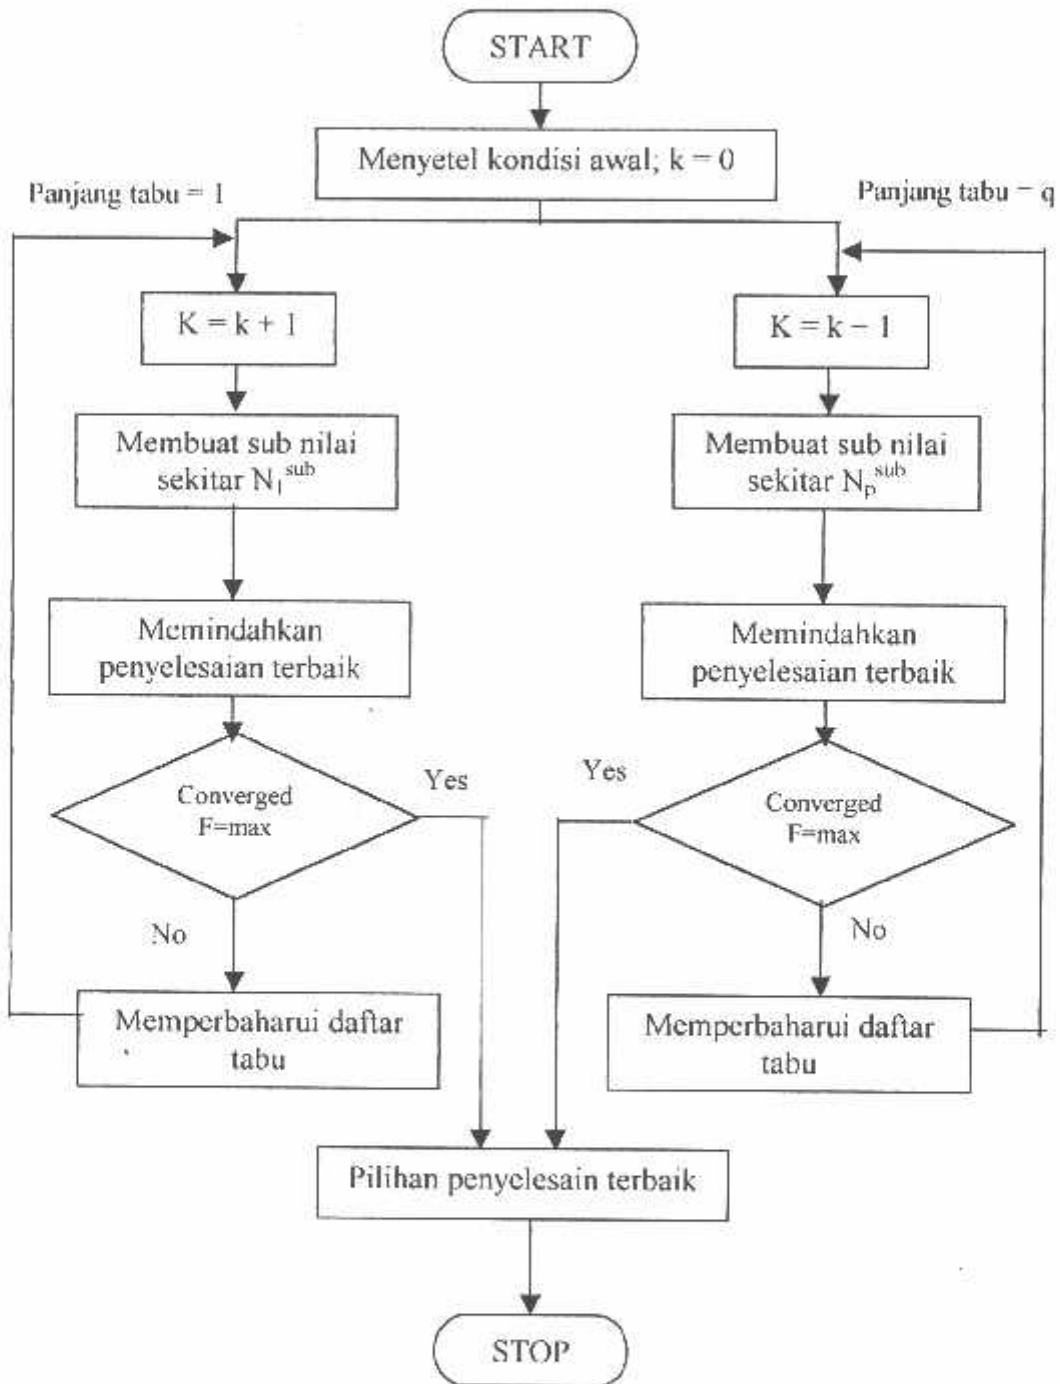 START
Menyetel kondisi awal; k = 0
Panjang tabu = 1
Panjang tabu = q
K = k + 1
K = k − 1
Membuat sub nilai
sekitar N₁ˢᵘᵇ
Membuat sub nilai
sekitar Nₚˢᵘᵇ
Memindahkan
penyelesaian terbaik
Memindahkan
penyelesaian terbaik
Converged
F=max
Yes
Yes
Converged
F=max
No
No
Memperbaharui daftar
tabu
Memperbaharui daftar
tabu
Pilihan penyelesain terbaik
STOP